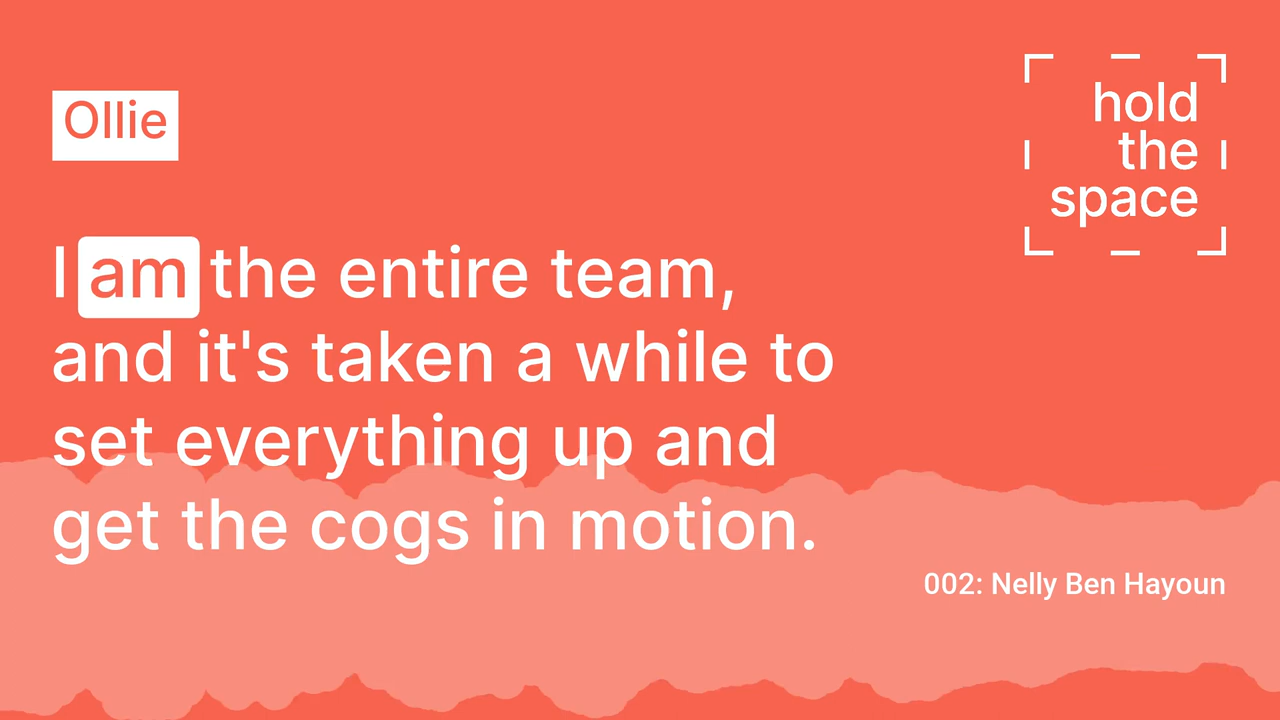 Ollie
hold
the
space
I am the entire team,
and it's taken a while to
set everything up and
get the cogs in motion.
002: Nelly Ben Hayoun